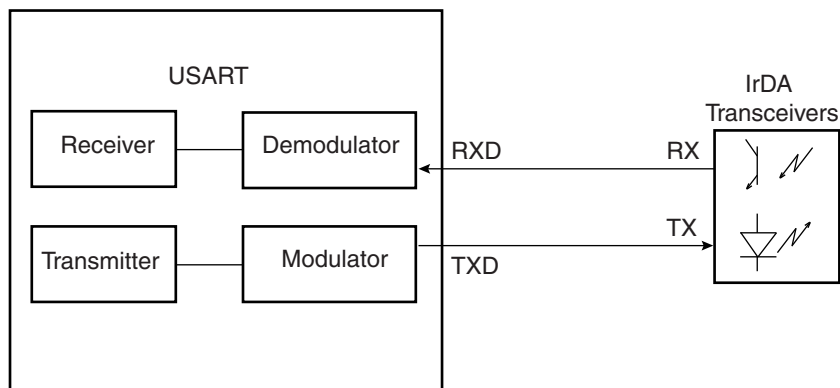 USART
IrDA
Transceivers
Receiver
Demodulator
RXD
RX
Transmitter
Modulator
TXD
TX